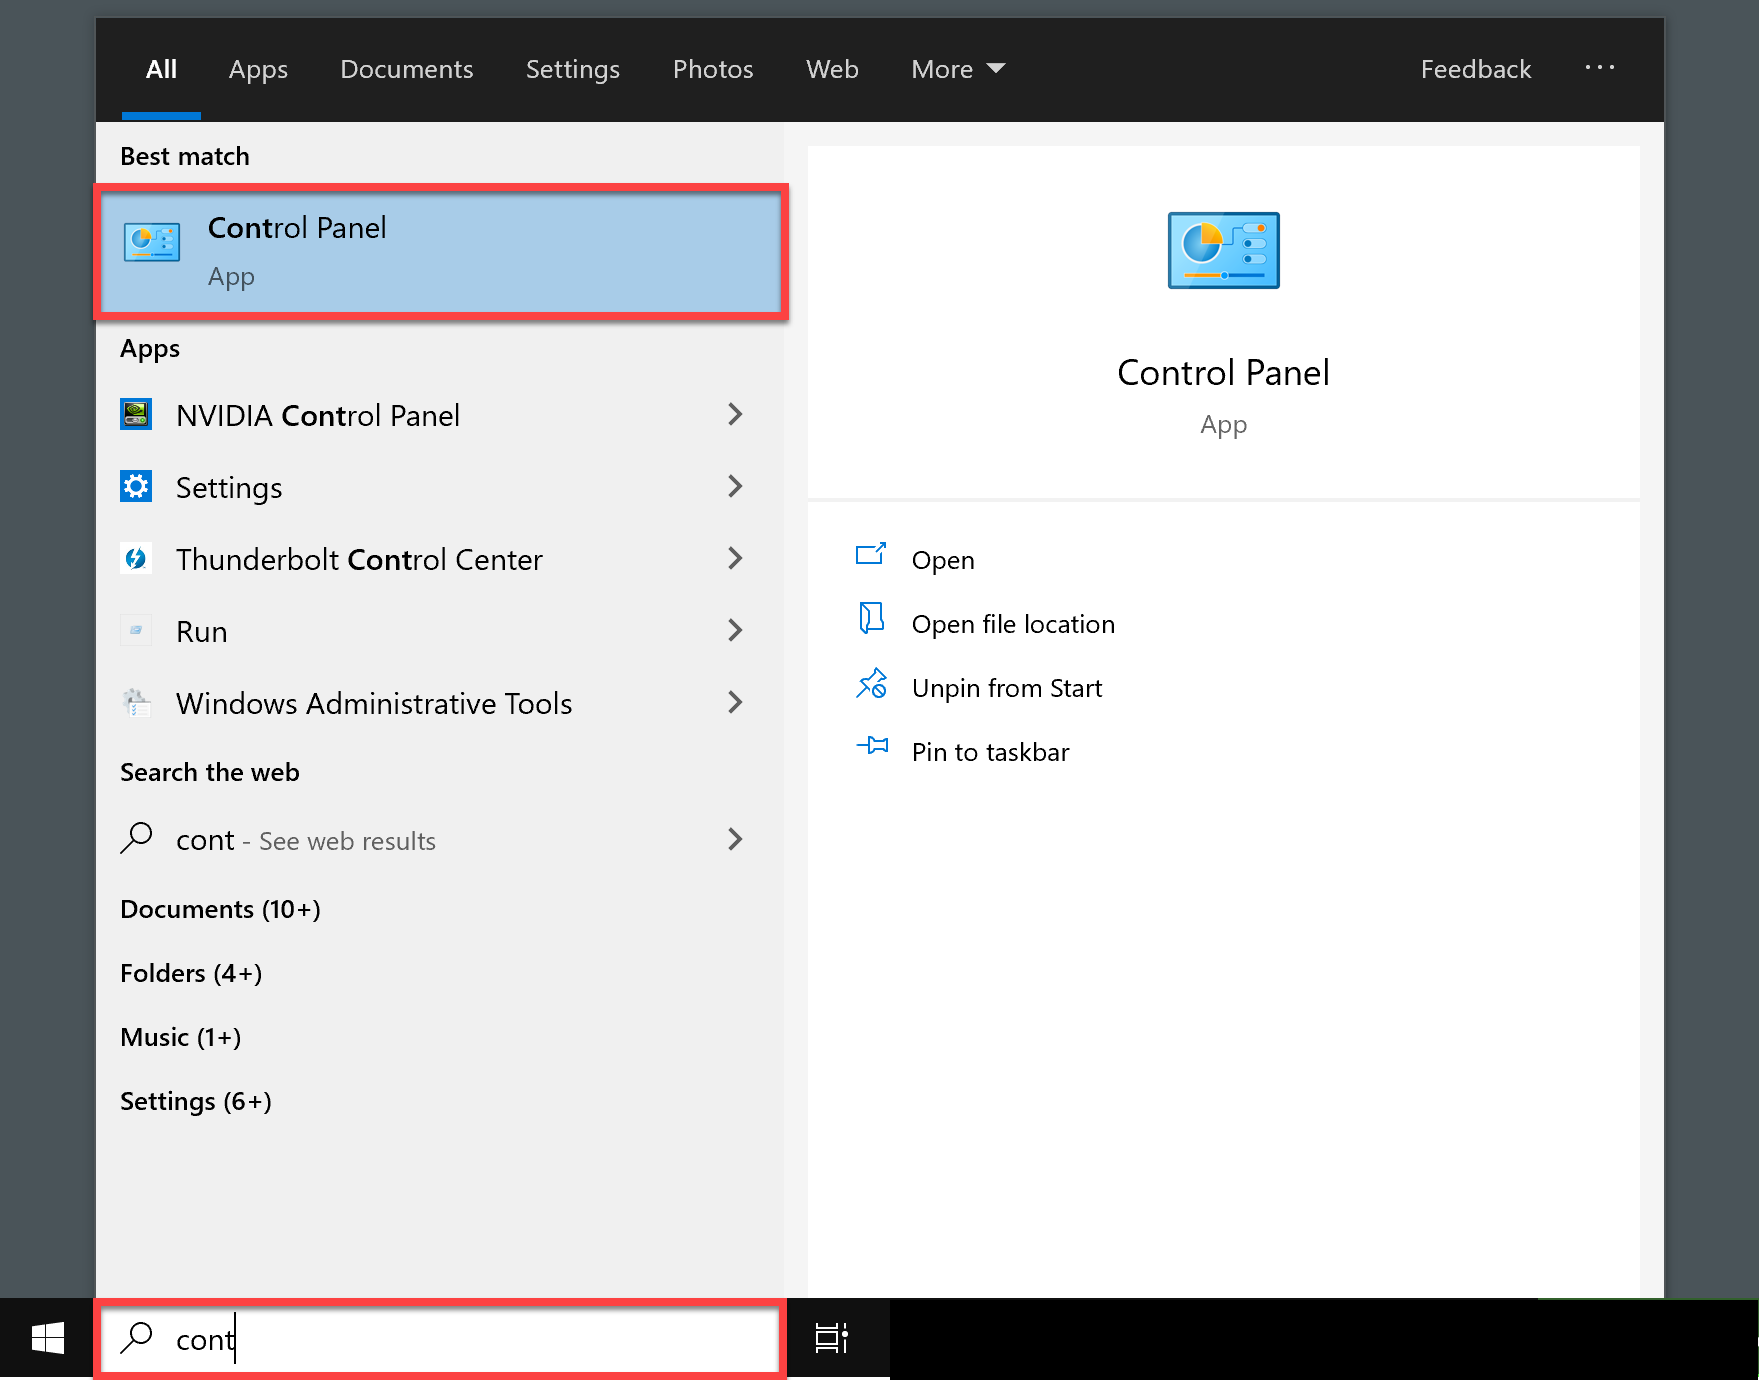 All Apps Documents Settings Photos Web More Feedback ...
Best match
Control Panel
App
Apps
NVIDIA Control Panel
Settings
Thunderbolt Control Center
Run
Windows Administrative Tools
Search the web
cont - See web results
Documents (10+)
Folders (4+)
Music (1+)
Settings (6+)
Control Panel
App
Open
Open file location
Unpin from Start
Pin to taskbar
cont